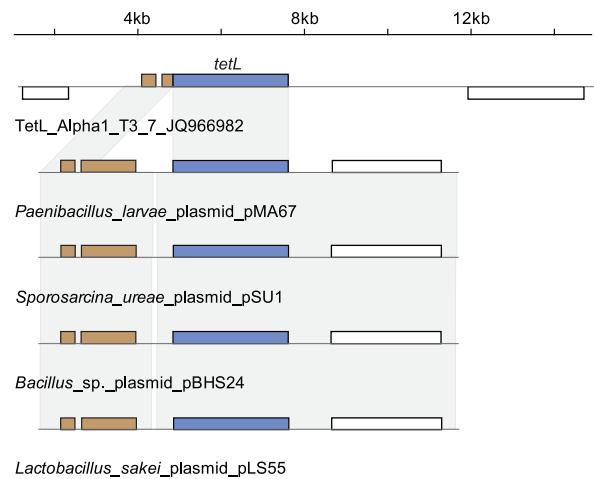 4kb 8kb 12kb
tetL
TetL_Alpha1_T3_7_JQ966982
Paenibacillus_larvae_plasmid_pMA67
Sporosarcina_ureae_plasmid_pSU1
Bacillus_sp._plasmid_pBHS24
Lactobacillus_sakei_plasmid_pLS55